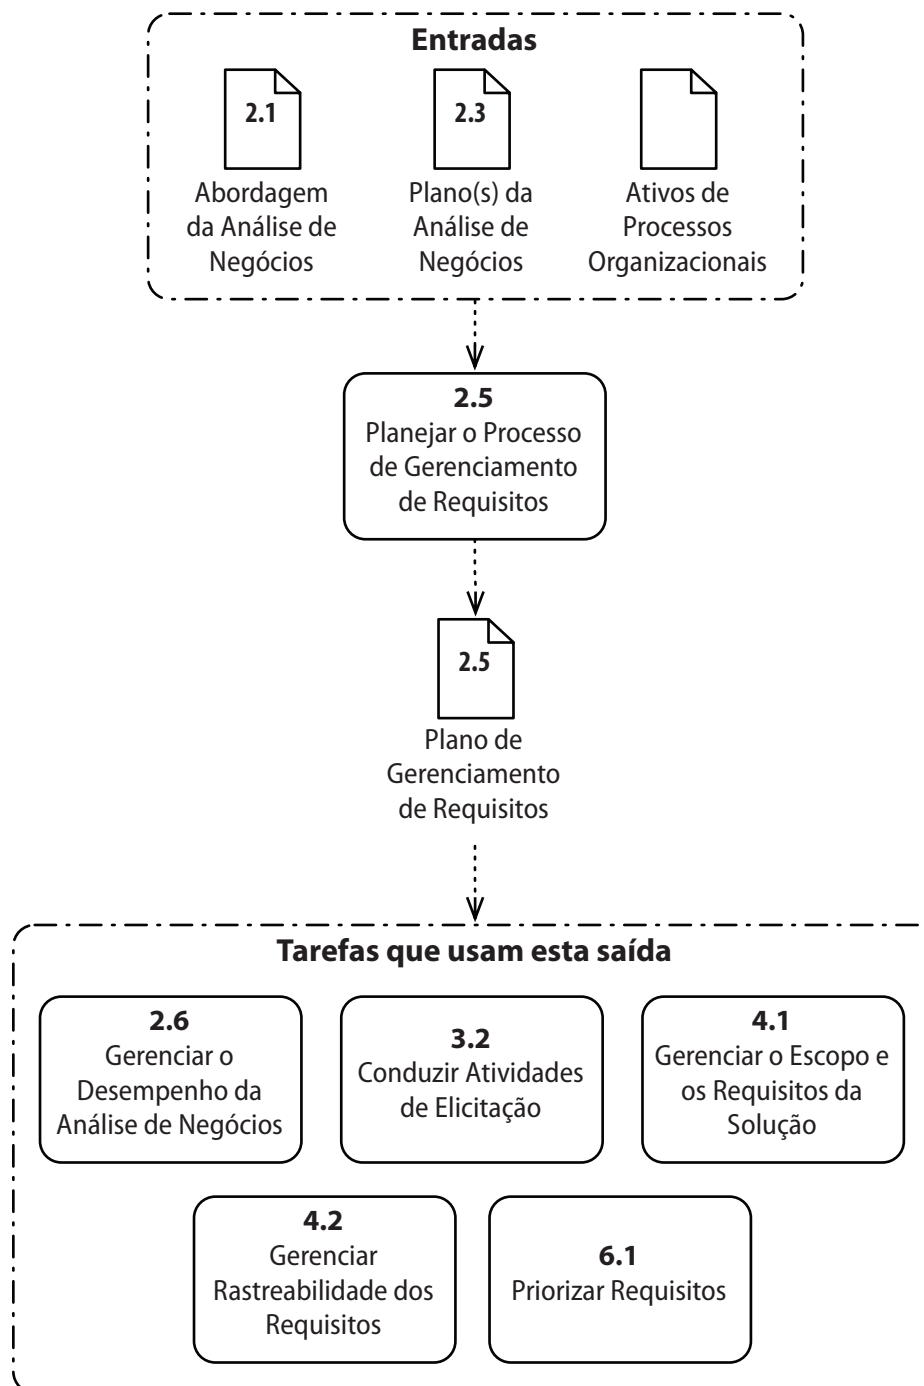 Entradas
2.1
Abordagem
da Análise de
Negócios
2.3
Plano(s) da
Análise de
Negócios
Ativos de
Processos
Organizacionais
2.5
Planejar o Processo
de Gerenciamento
de Requisitos
2.5
Plano de
Gerenciamento
de Requisitos
Tarefas que usam esta saída
2.6
Gerenciar o
Desempenho da
Análise de Negócios
3.2
Conduzir Atividades
de Elicitação
4.1
Gerenciar o Escopo e
os Requisitos da
Solução
4.2
Gerenciar
Rastreabilidade dos
Requisitos
6.1
Priorizar Requisitos